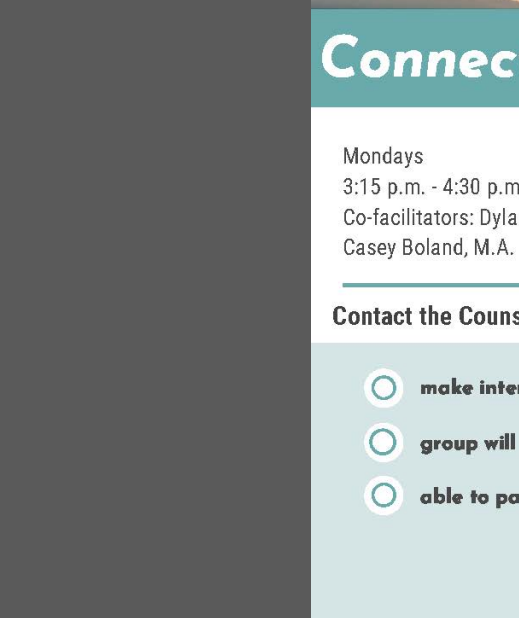 Connec
Mondays
3:15 p.m. - 4:30 p.m
Co-facilitators: Dyla
Casey Boland, M.A.
Contact the Couns
make inte
group will
able to pa